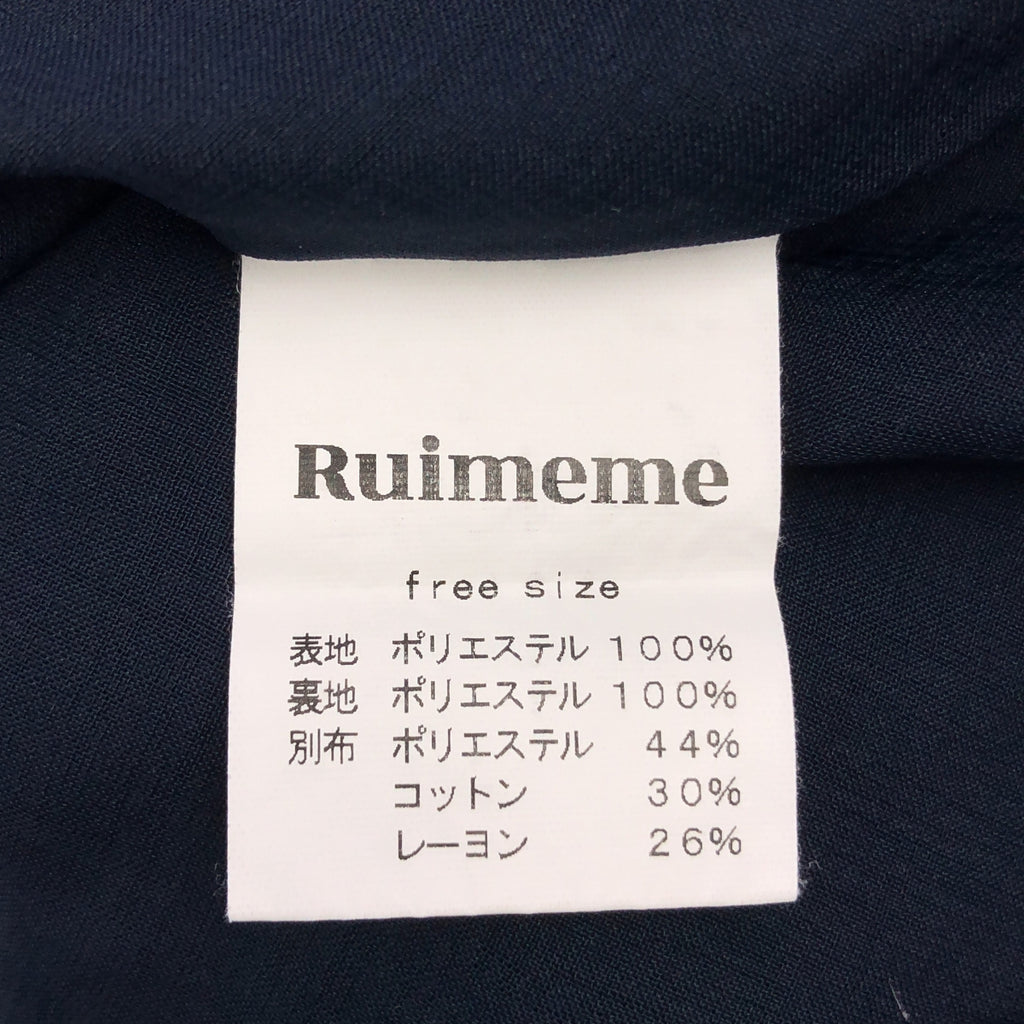 Ruimeme
free size
表地 ポリエステル 100%
裏地 ポリエステル 100%
別布 ポリエステル 44%
コットン 30%
レーヨン 26%